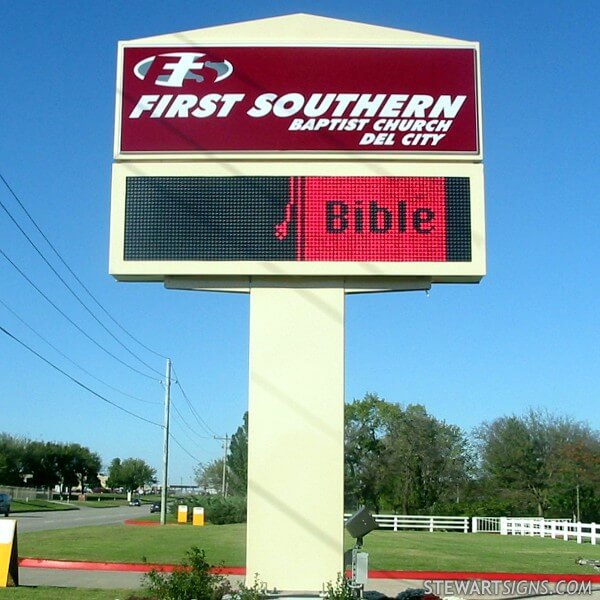 FIRST SOUTHERN
BAPTIST CHURCH
DEL CITY
Bible
STEWARTSIGNS.COM